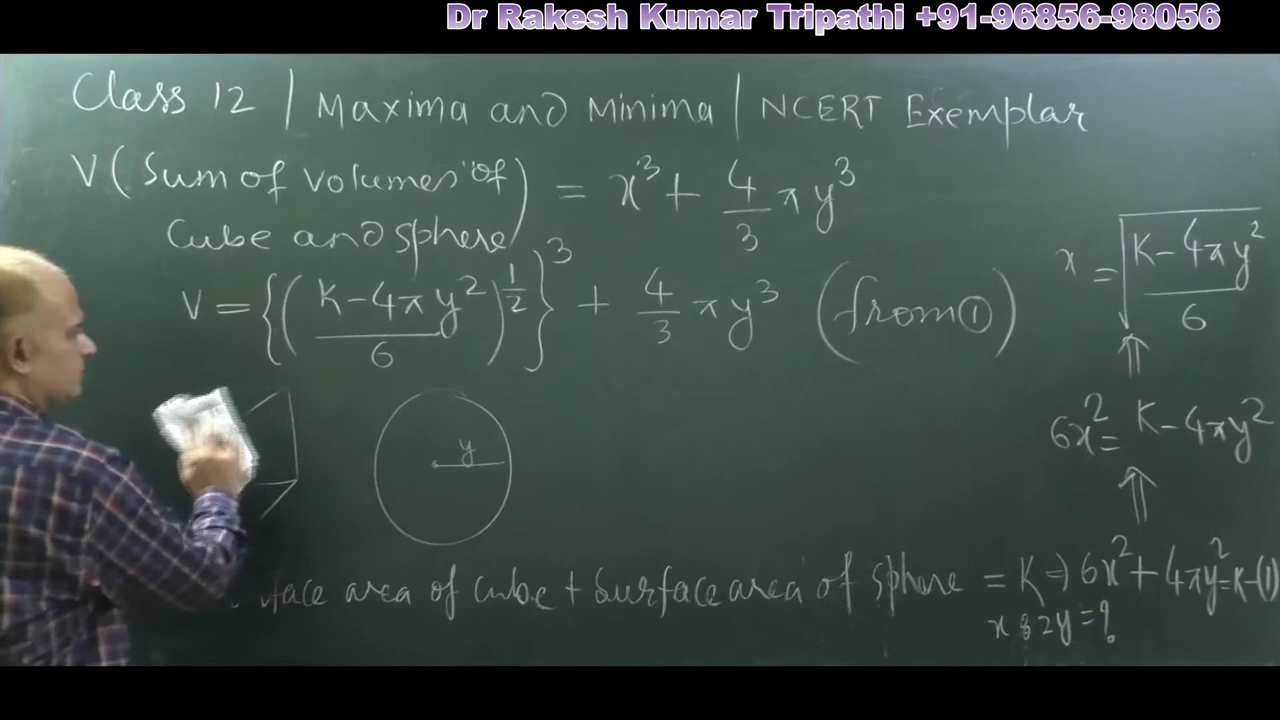 Dr Rakesh Kumar Tripathi +91-96856-98056
Class 12 | Maxima and Minima | NCERT Exemplar
V (Sum of volumes of Cube and sphere) = x³ + 4/3 π y³
V = {((K-4πy²)/6)^(1/2)}³ + 4/3 π y³ (from ①)
x = √((K-4πy²)/6)
⇑
6x² = K-4πy²
⇑
y
area of cube + Surface area of sphere = K ⇒ 6x² + 4πy² = K-(1)
x : 2y = ?